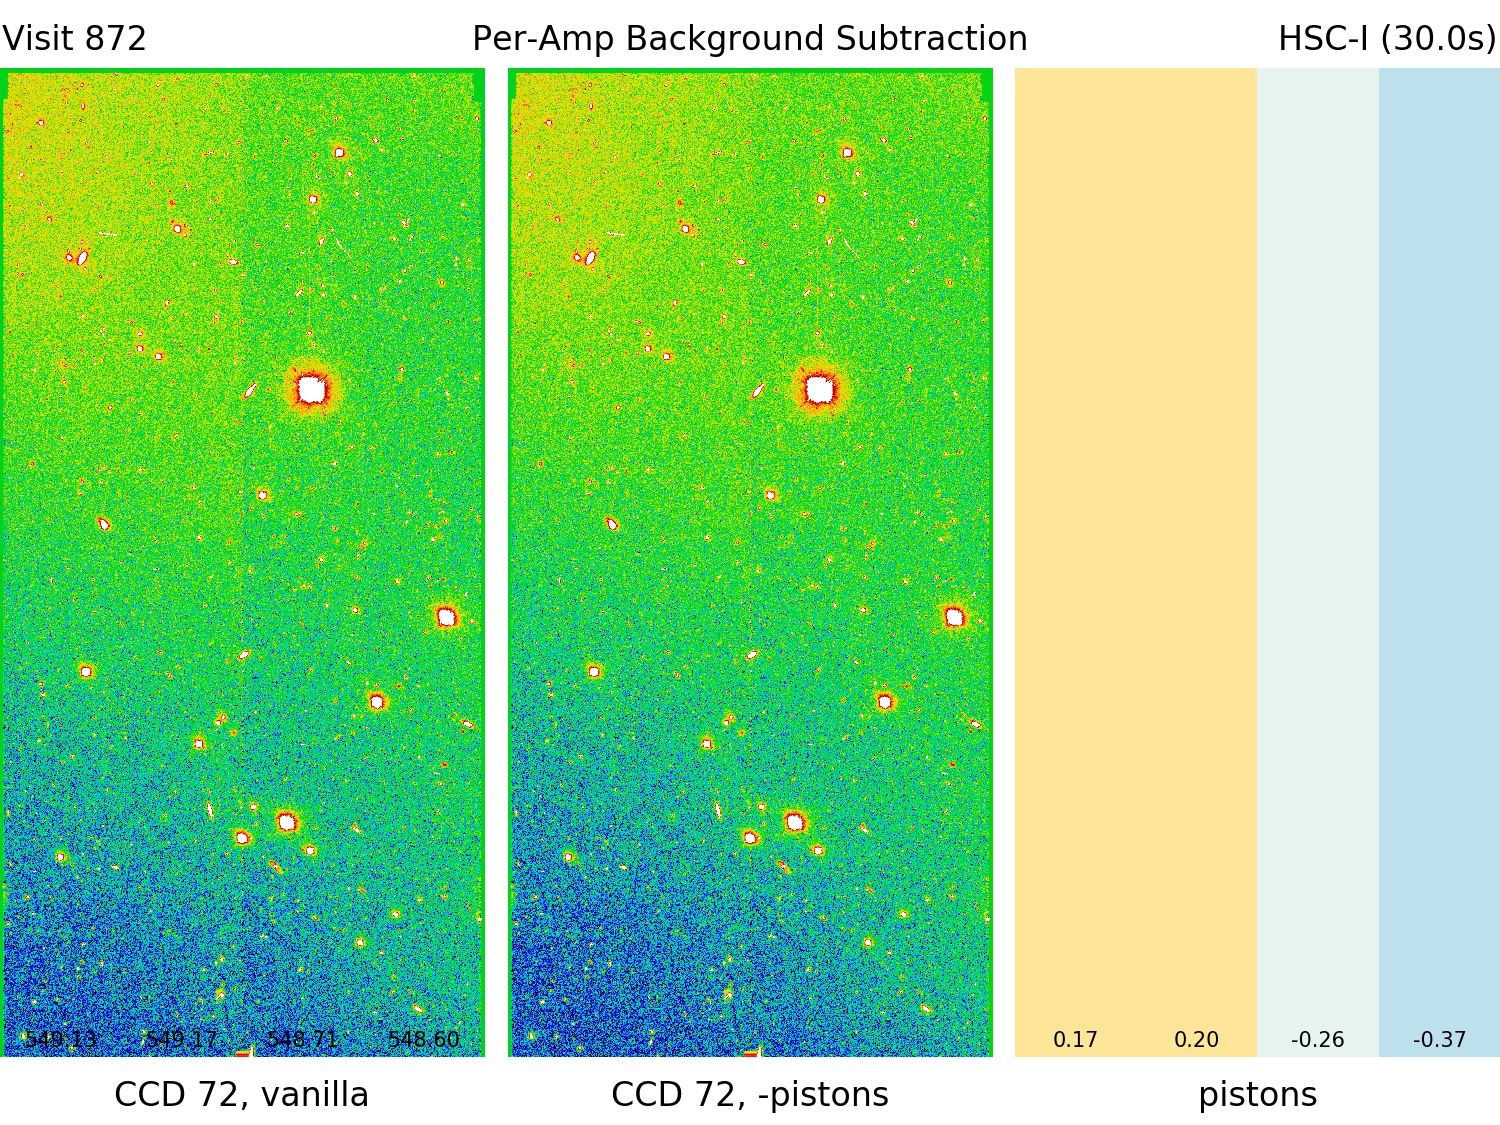 Visit 872
Per-Amp Background Subtraction
HSC-I (30.0s)
549.13 549.17 548.71 548.60
0.17 0.20 -0.26 -0.37
CCD 72, vanilla
CCD 72, -pistons
pistons